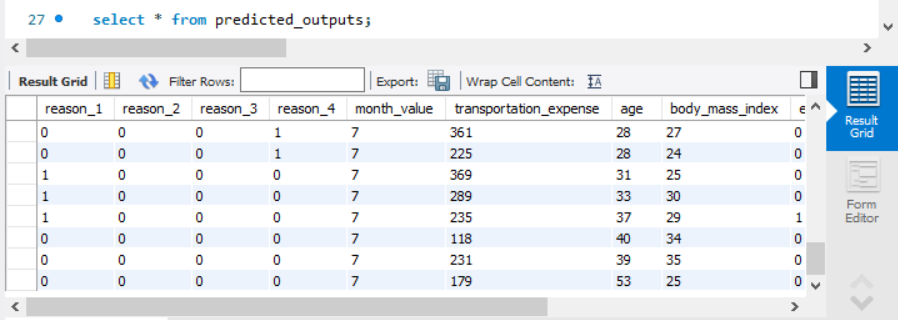 27 select * from predicted_outputs;
Result Grid Filter Rows: Export: Wrap Cell Content: IA
reason_1 reason_2 reason_3 reason_4 month_value transportation_expense age body_mass_index e
0 0 0 1 7 361 28 27 0
0 0 0 1 7 225 28 24 0
1 0 0 0 7 369 31 25 0
1 0 0 0 7 289 33 30 0
1 0 0 0 7 235 37 29 1
0 0 0 0 7 118 40 34 0
0 0 0 0 7 231 39 35 0
0 0 0 0 7 179 53 25 0
Result
Grid
Form
Editor